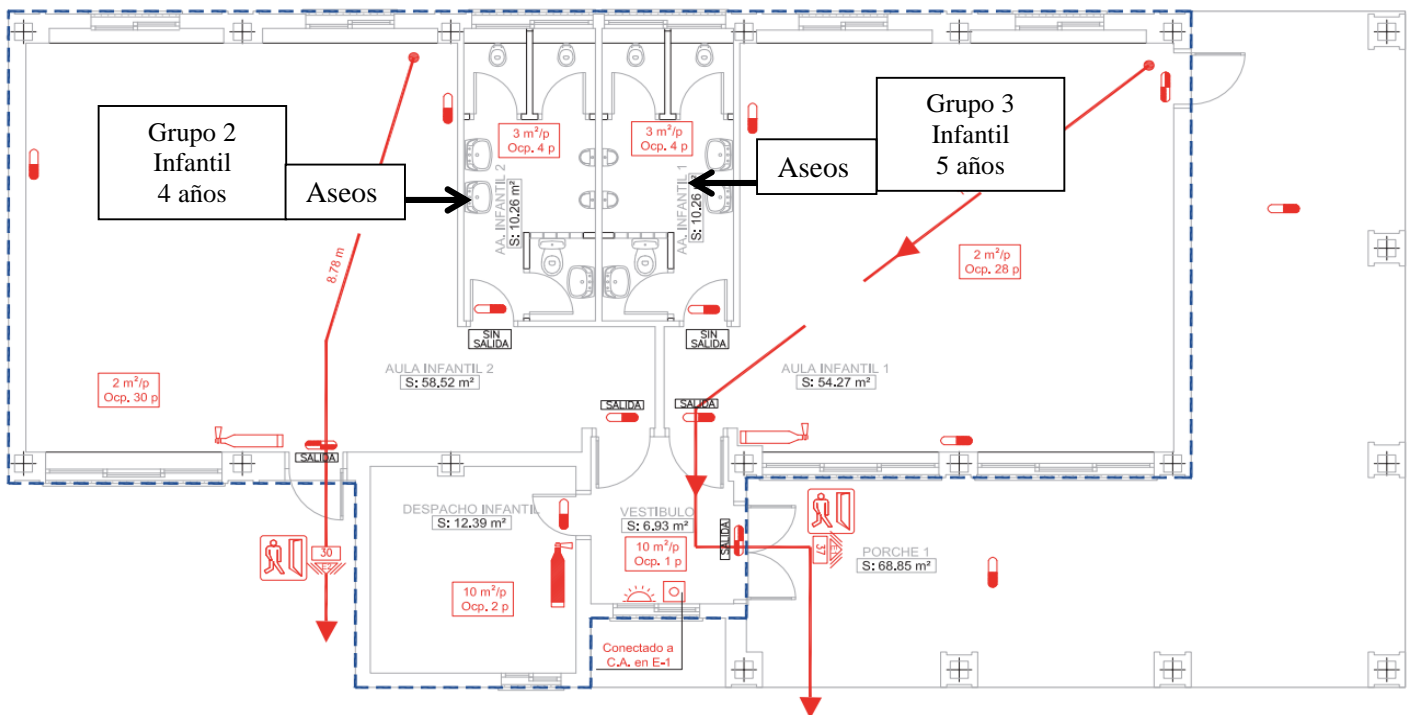 Grupo 2
Infantil
4 años
Aseos
3 m²/p
Ocp. 4 p
3 m²/p
Ocp. 4 p
Aseos
Grupo 3
Infantil
5 años
AA. INFANTIL 2
S: 10.26 m²
AA. INFANTIL 1
S: 10.26 m²
8.78 m
2 m²/p
Ocp. 28 p
SIN
SALIDA
SIN
SALIDA
AULA INFANTIL 2
S: 58.52 m²
AULA INFANTIL 1
S: 54.27 m²
2 m²/p
Ocp. 30 p
SALIDA
SALIDA
SALIDA
DESPACHO INFANTIL
S: 12.39 m²
VESTÍBULO
S: 6.93 m²
SALIDA
10 m²/p
Ocp. 1 p
30
E2
37
E1
PORCHE 1
S: 68.85 m²
10 m²/p
Ocp. 2 p
Conectado a
C.A. en E-1